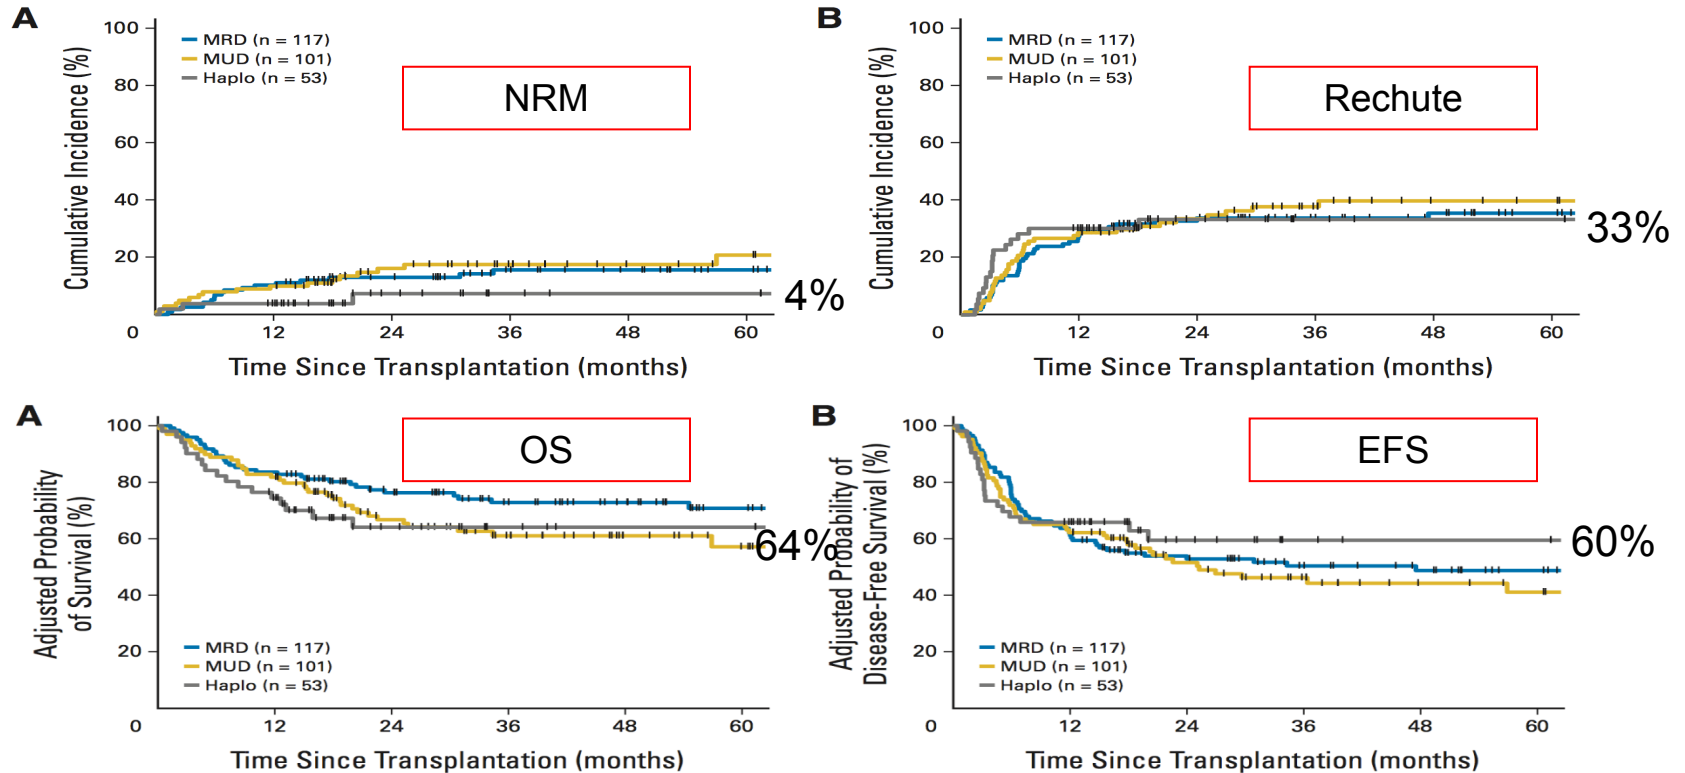 A
Cumulative Incidence (%)
100
80
60
40
20
0
12
24
36
48
60
MRD (n = 117)
MUD (n = 101)
Haplo (n = 53)
NRM
4%
Time Since Transplantation (months)
B
Cumulative Incidence (%)
100
80
60
40
20
0
12
24
36
48
60
MRD (n = 117)
MUD (n = 101)
Haplo (n = 53)
Rechute
33%
Time Since Transplantation (months)
A
Adjusted Probability
of Survival (%)
100
80
60
40
20
0
12
24
36
48
60
OS
64%
MRD (n = 117)
MUD (n = 101)
Haplo (n = 53)
Time Since Transplantation (months)
B
Adjusted Probability of
Disease-Free Survival (%)
100
80
60
40
20
0
12
24
36
48
60
EFS
60%
MRD (n = 117)
MUD (n = 101)
Haplo (n = 53)
Time Since Transplantation (months)